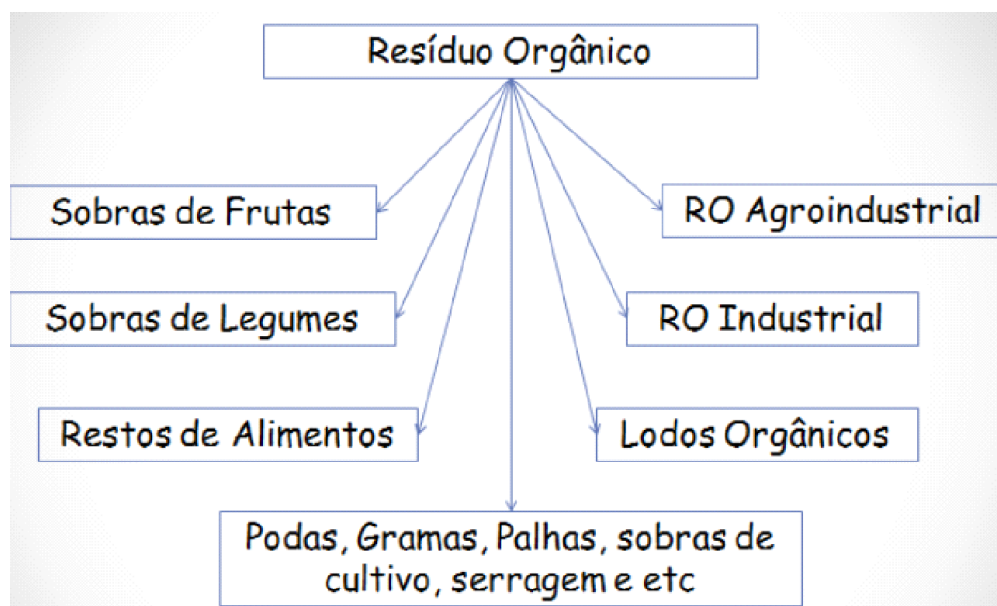 Resíduo Orgânico
Sobras de Frutas
RO Agroindustrial
Sobras de Legumes
RO Industrial
Restos de Alimentos
Lodos Orgânicos
Podas, Gramas, Palhas, sobras de
cultivo, serragem e etc